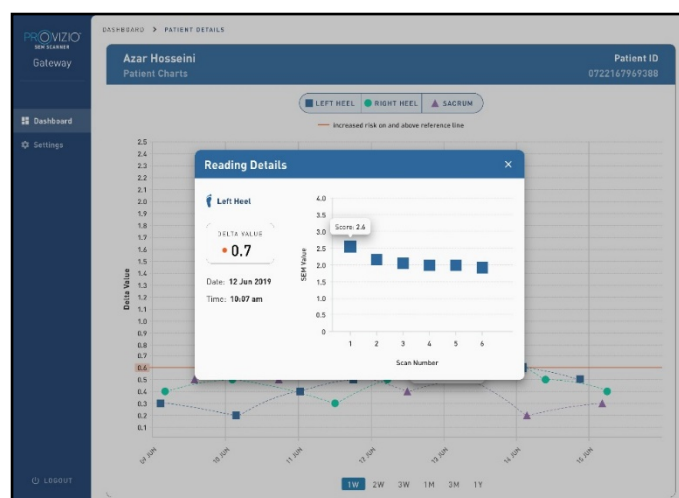 PROVIZIO
SEM SCANNER
Gateway
Dashboard
Settings
LOGOUT
DASHBOARD > PATIENT DETAILS
Azar Hosseini
Patient Charts
Patient ID
0722167969388
LEFT HEEL RIGHT HEEL SACRUM
increased risk on and above reference line
Delta Value
2.5
2.4
2.3
2.2
2.1
2.0
1.9
1.8
1.7
1.6
1.5
1.4
1.3
1.2
1.1
1.0
0.9
0.8
0.7
0.6
0.5
0.4
0.3
0.2
0.1
09 JUN
10 JUN
11 JUN
12 JUN
13 JUN
14 JUN
15 JUN
1W 2W 3W 1M 3M 1Y
Reading Details ×
Left Heel
DELTA VALUE
0.7
Date: 12 Jun 2019
Time: 10:07 am
SEM Value
4.0
3.5
3.0
2.5
2.0
1.5
1.0
0.5
0
Score: 2.6
1 2 3 4 5 6
Scan Number